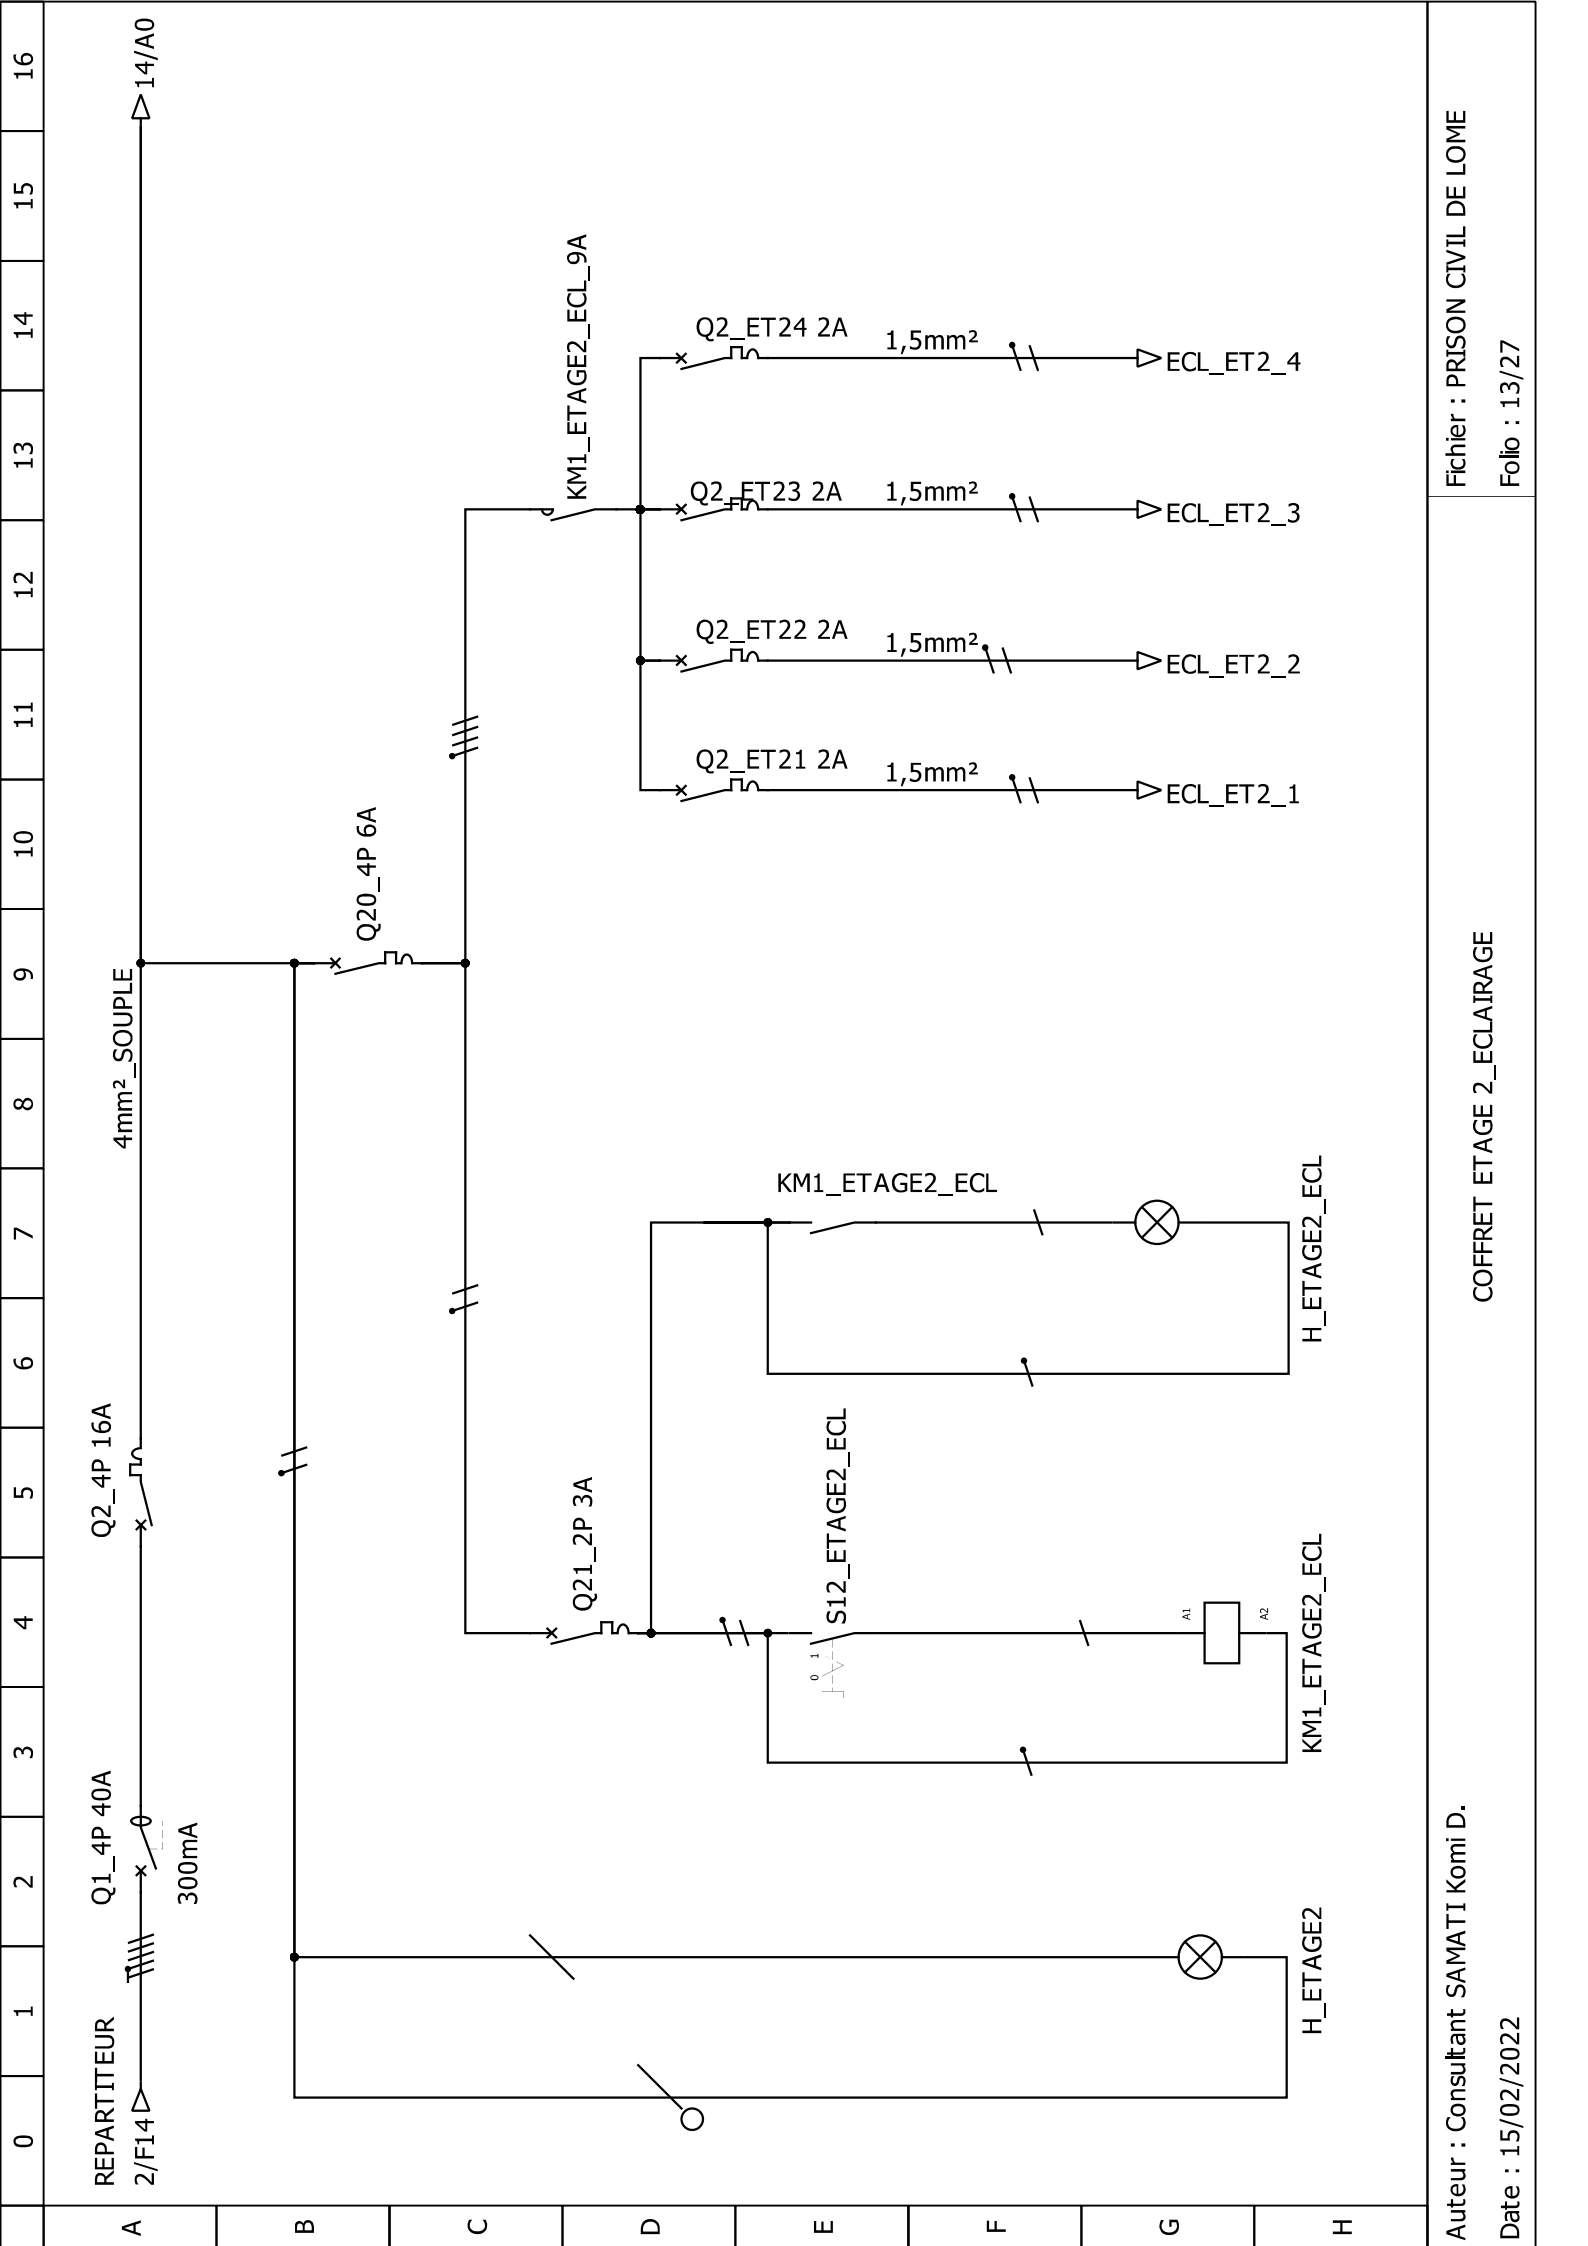 0 1 2 3 4 5 6 7 8 9 10 11 12 13 14 15 16
A
B
C
D
E
F
G
H
REPARTITEUR
2/F14
Q1_4P 40A
300mA
Q2_4P 16A
4mm²_SOUPLE
14/A0
Q20_4P 6A
Q21_2P 3A
KM1_ETAGE2_ECL_9A
Q2_ET21 2A
1,5mm²
ECL_ET2_1
Q2_ET22 2A
1,5mm²
ECL_ET2_2
Q2_ET23 2A
1,5mm²
ECL_ET2_3
Q2_ET24 2A
1,5mm²
ECL_ET2_4
S12_ETAGE2_ECL
0 1
KM1_ETAGE2_ECL
A1
A2
H_ETAGE2
KM1_ETAGE2_ECL
H_ETAGE2_ECL
Auteur : Consultant SAMATI Komi D.
Date : 15/02/2022
COFFRET ETAGE 2_ECLAIRAGE
Fichier : PRISON CIVIL DE LOME
Folio : 13/27